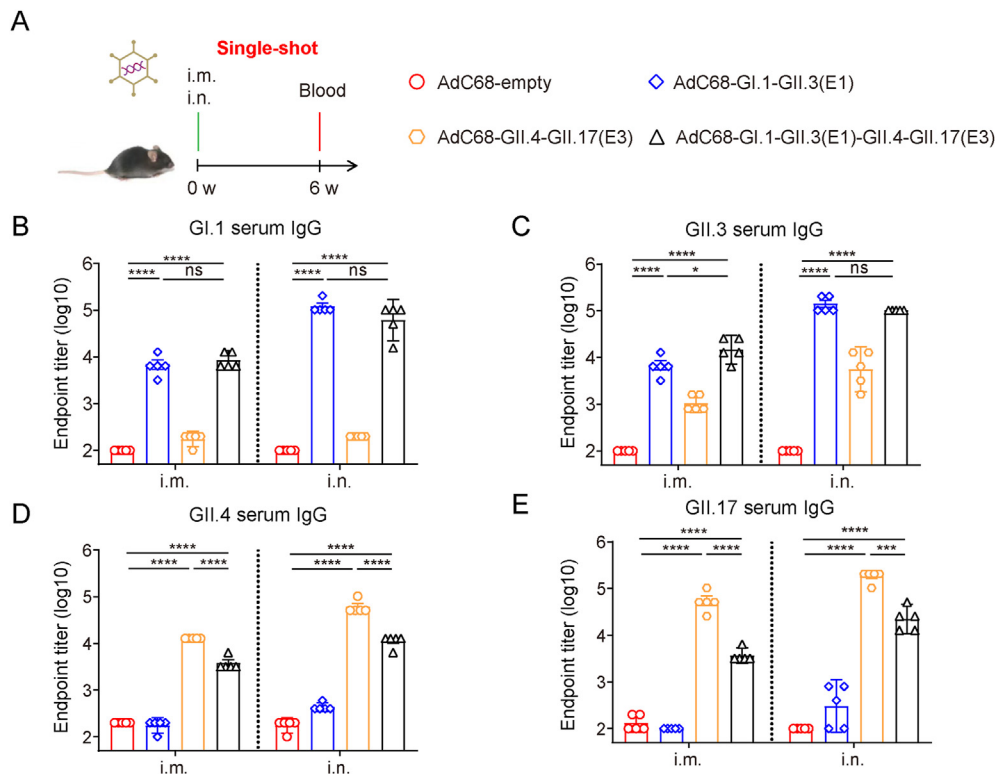 A
Single-shot
i.m.
i.n.
Blood
0 w
6 w
AdC68-empty
AdC68-GI.1-GII.3(E1)
AdC68-GII.4-GII.17(E3)
AdC68-GI.1-GII.3(E1)-GII.4-GII.17(E3)
B
GI.1 serum IgG
Endpoint titer (log10)
6
5
4
3
2
****
**** ns
****
**** ns
i.m.
i.n.
C
GII.3 serum IgG
Endpoint titer (log10)
6
5
4
3
2
****
**** *
****
**** ns
i.m.
i.n.
D
GII.4 serum IgG
Endpoint titer (log10)
6
5
4
3
2
****
**** ****
****
**** ****
i.m.
i.n.
E
GII.17 serum IgG
Endpoint titer (log10)
6
5
4
3
2
****
**** ****
****
**** ***
i.m.
i.n.